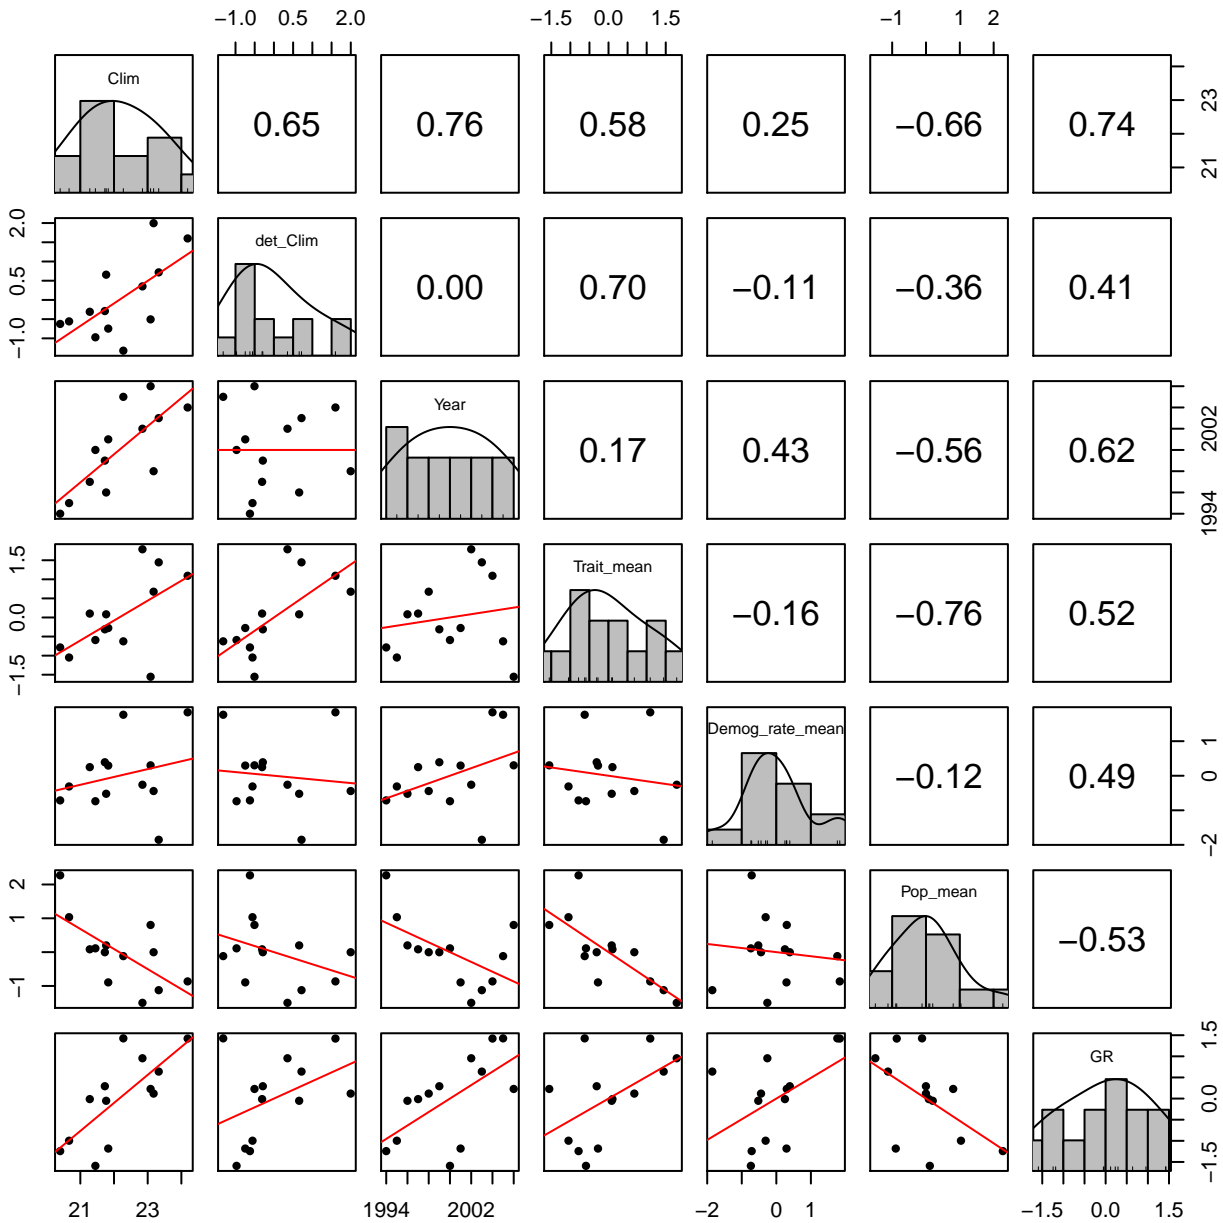 −1.0 0.5 2.0 −1.5 0.0 1.5 −1 1 2
Clim 0.65 0.76 0.58 0.25 −0.66 0.74 21 23
−1.0 0.5 2.0 det_Clim 0.00 0.70 −0.11 −0.36 0.41
Year 0.17 0.43 −0.56 0.62 1994 2002
−1.5 0.0 1.5 Trait_mean −0.16 −0.76 0.52
Demog_rate_mean −0.12 0.49 −2 0 1
−1 1 2 Pop_mean −0.53
GR −1.5 0.0 1.5
21 23 1994 2002 −2 0 1 −1.5 0.0 1.5